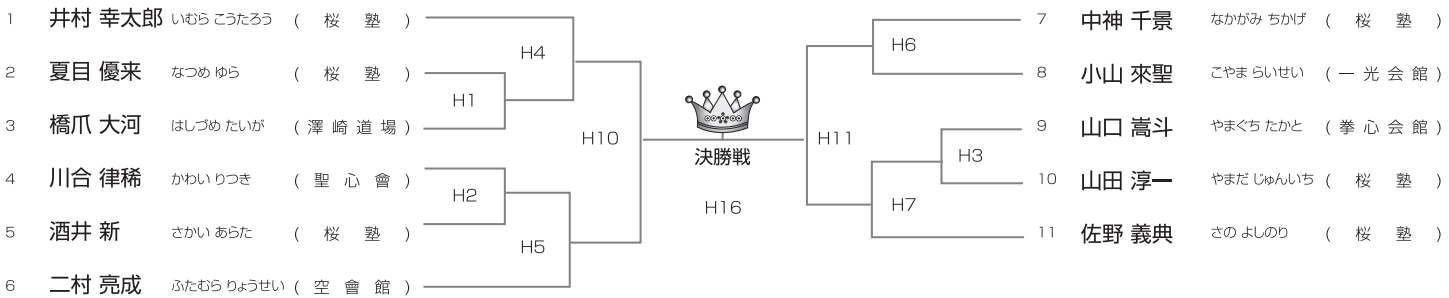 1 井村 幸太郎 いむら こうたろう ( 桜 塾 )
2 夏目 優来 なつめ ゆら ( 桜 塾 )
3 橋爪 大河 はしづめ たいが ( 澤 崎 道 場 )
4 川合 律稀 かわい りつき ( 聖 心 會 )
5 酒井 新 さかい あらた ( 桜 塾 )
6 二村 亮成 ふたむら りょうせい ( 空 會 館 )
H4
H1
H2
H5
H10
決勝戦
H16
H11
H6
H3
H7
7 中神 千景 なかがみ ちかげ ( 桜 塾 )
8 小山 來聖 こやま らいせい ( 一 光 会 館 )
9 山口 嵩斗 やまぐち たかと ( 拳 心 会 館 )
10 山田 淳一 やまだ じゅんいち ( 桜 塾 )
11 佐野 義典 さの よしのり ( 桜 塾 )